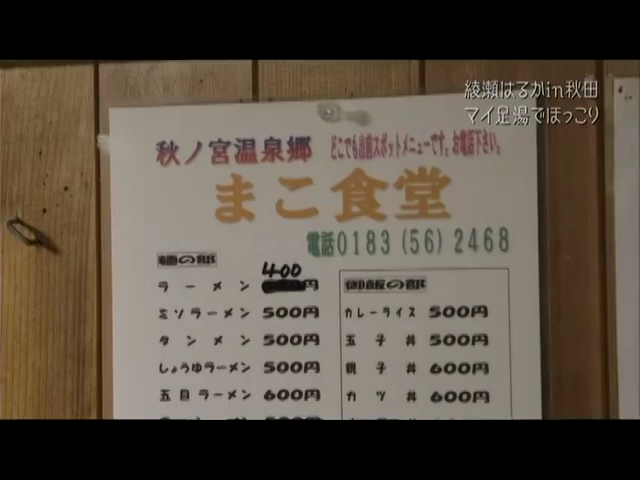 綾瀬はるかin秋田
マイ足湯でほっこり
秋ノ宮温泉郷 どこでも出前スポットメニューです。お電話下さい。
まこ食堂
電話0183(56)2468
麺の部
ラーメン 400円
ミソラーメン 500円
タンメン 500円
しょうゆラーメン 500円
五目ラーメン 600円
御飯の部
カレーライス 500円
玉子丼 500円
親子丼 600円
カツ丼 600円